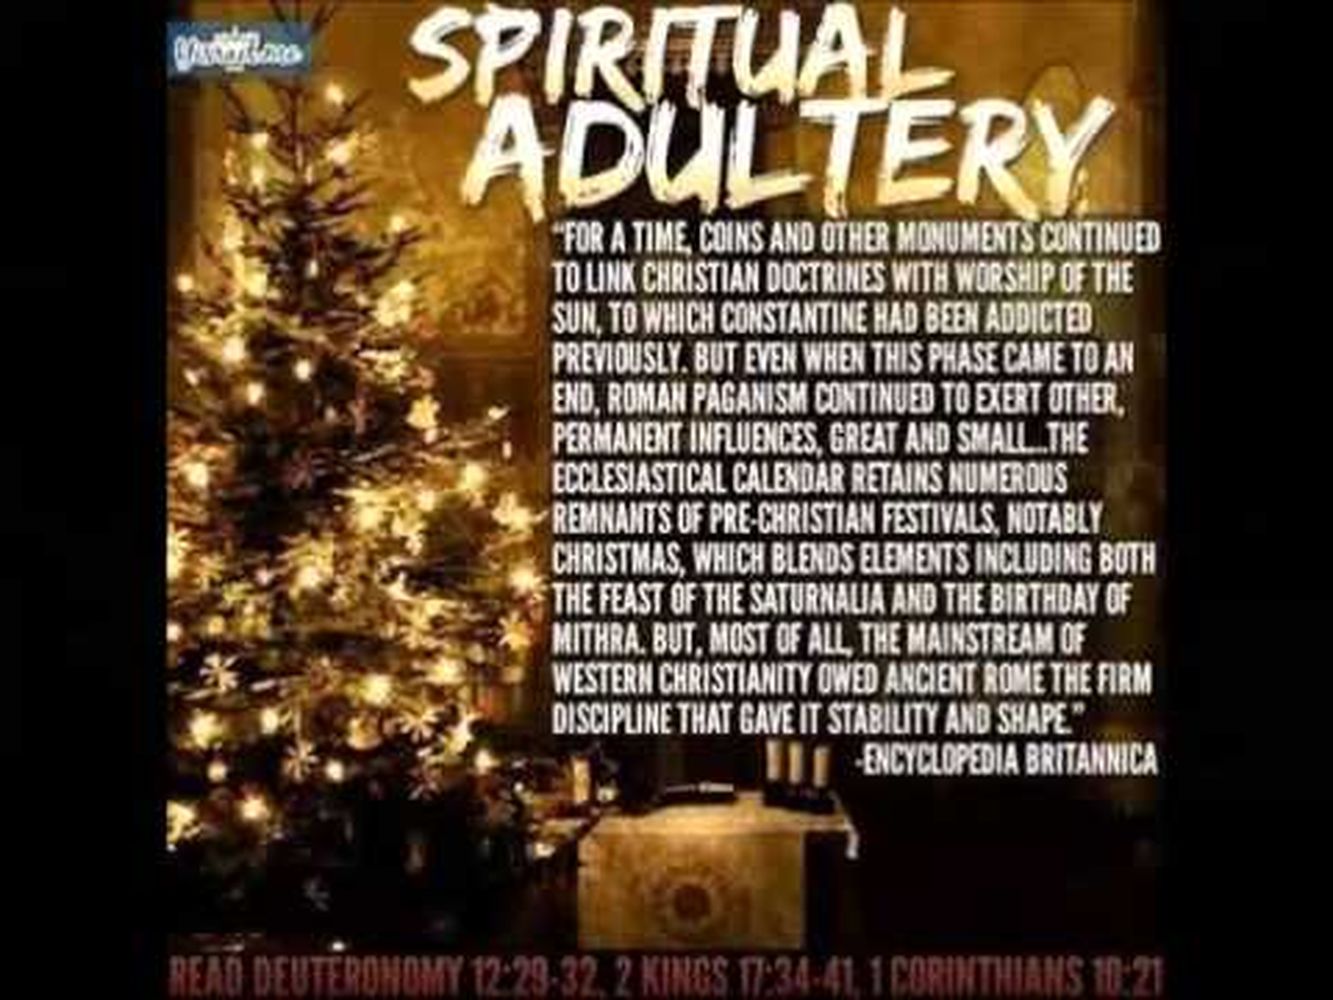 SPIRITUAL
ADULTERY
“FOR A TIME, COINS AND OTHER MONUMENTS CONTINUED
TO LINK CHRISTIAN DOCTRINES WITH WORSHIP OF THE
SUN, TO WHICH CONSTANTINE HAD BEEN ADDICTED
PREVIOUSLY. BUT EVEN WHEN THIS PHASE CAME TO AN
END, ROMAN PAGANISM CONTINUED TO EXERT OTHER,
PERMANENT INFLUENCES, GREAT AND SMALL...THE
ECCLESIASTICAL CALENDAR RETAINS NUMEROUS
REMNANTS OF PRE-CHRISTIAN FESTIVALS, NOTABLY
CHRISTMAS, WHICH BLENDS ELEMENTS INCLUDING BOTH
THE FEAST OF THE SATURNALIA AND THE BIRTHDAY OF
MITHRA. BUT, MOST OF ALL, THE MAINSTREAM OF
WESTERN CHRISTIANITY OWED ANCIENT ROME THE FIRM
DISCIPLINE THAT GAVE IT STABILITY AND SHAPE.”
-ENCYCLOPEDIA BRITANNICA
READ DEUTERONOMY 12:29-32, 2 KINGS 17:34-41, 1 CORINTHIANS 10:21